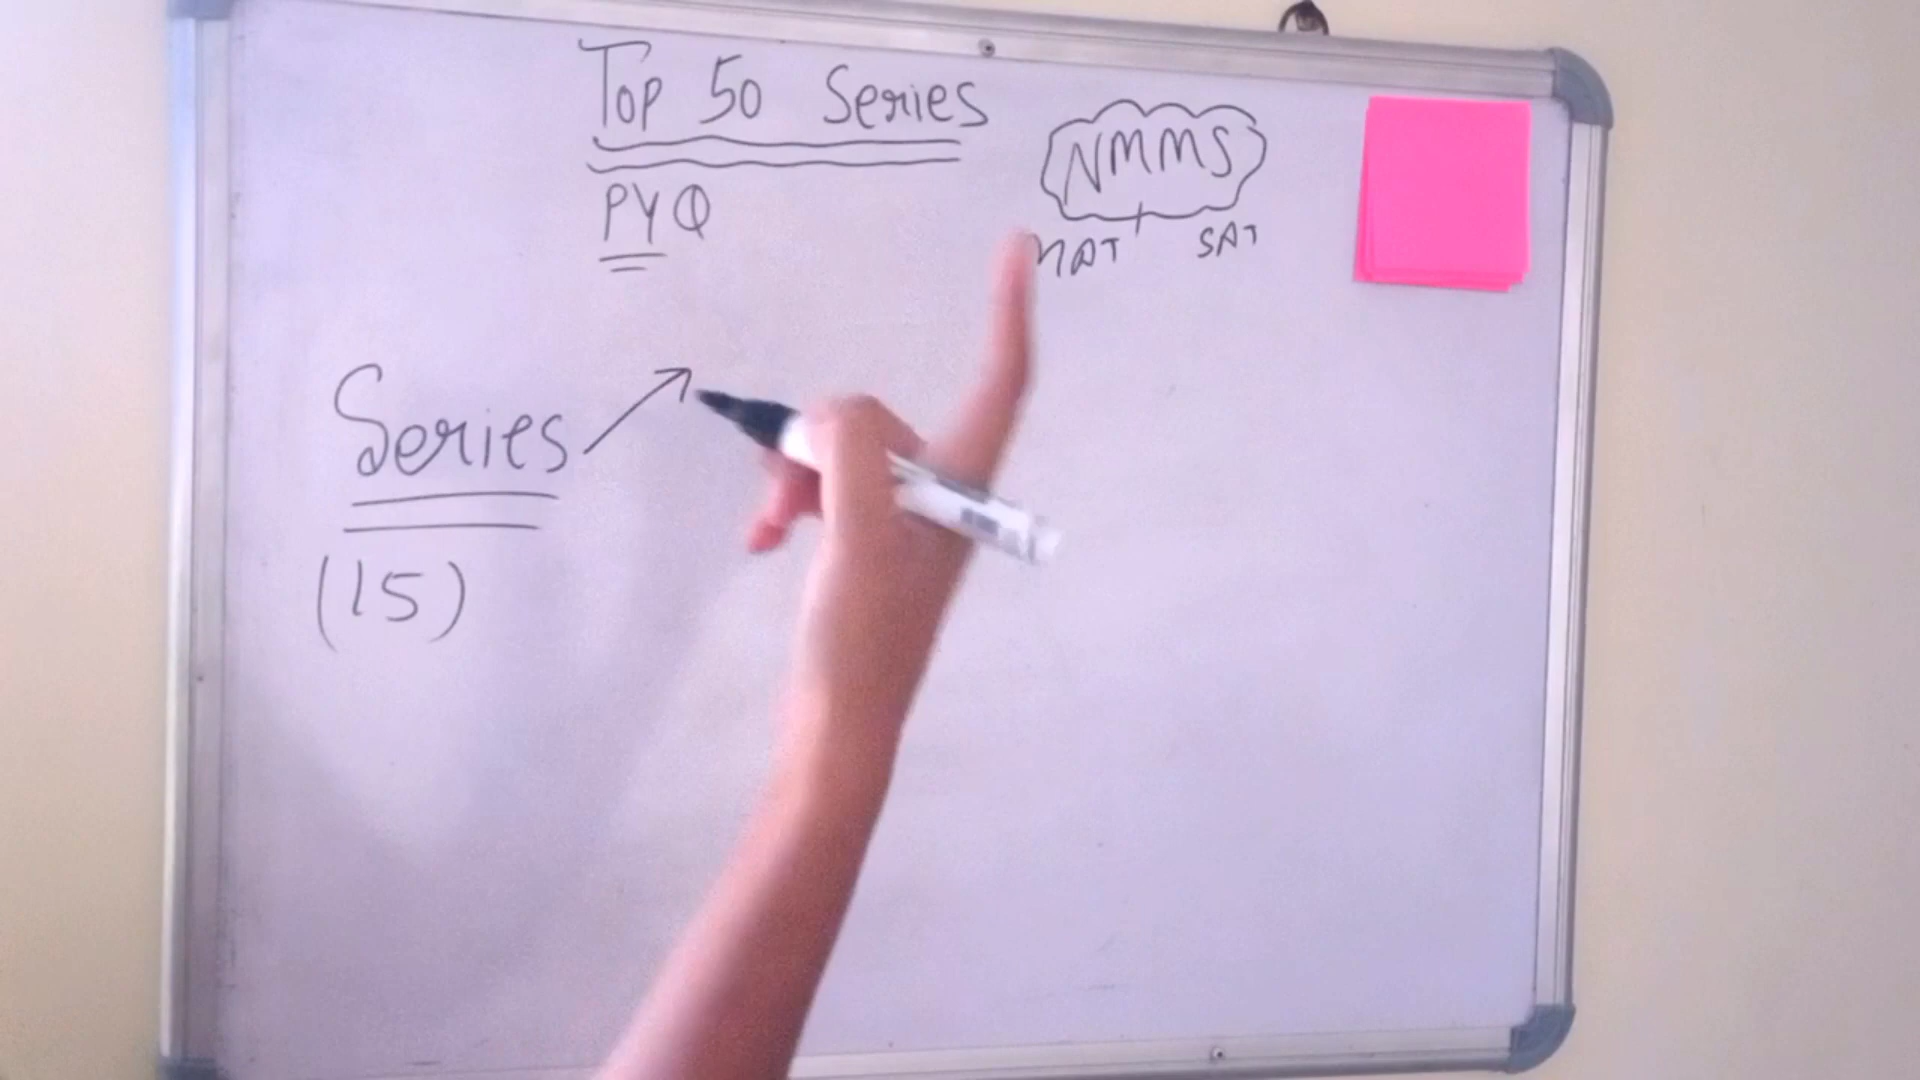 Top 50 Series
NMMS
PYQ
MAT SAT
Series
(15)